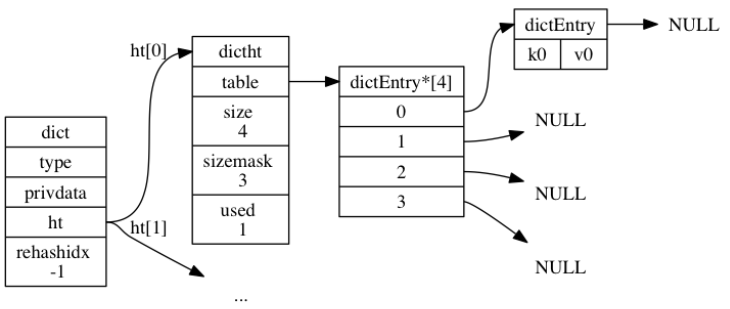 dict
type
privdata
ht
rehashidx
-1
ht[0]
ht[1]
...
dictht
table
size
4
sizemask
3
used
1
dictEntry*[4]
0
1
2
3
dictEntry
k0 v0
NULL
NULL
NULL
NULL